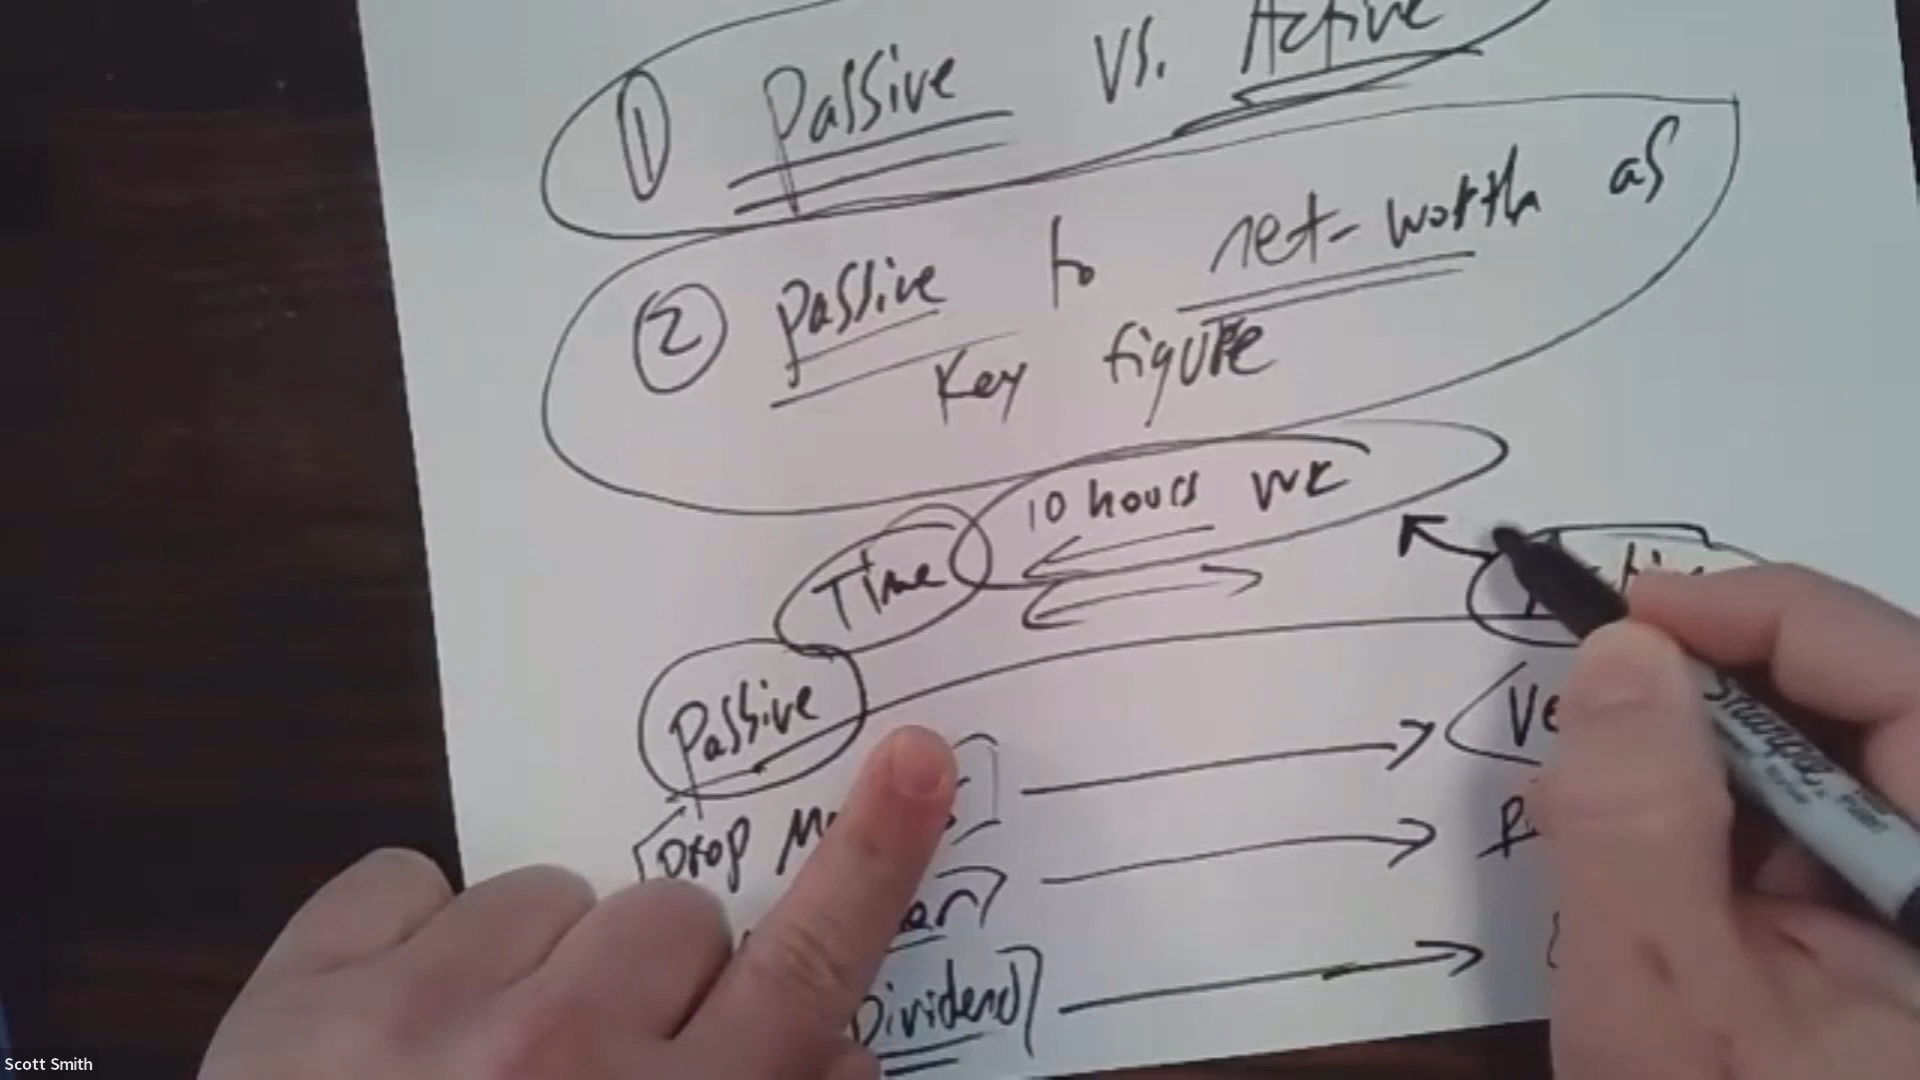 ① Passive vs. Active
② Passive to net-worth as
Key figure
Time 10 hours wk
Passive
Drop
Dividend
Sharpie
Scott Smith